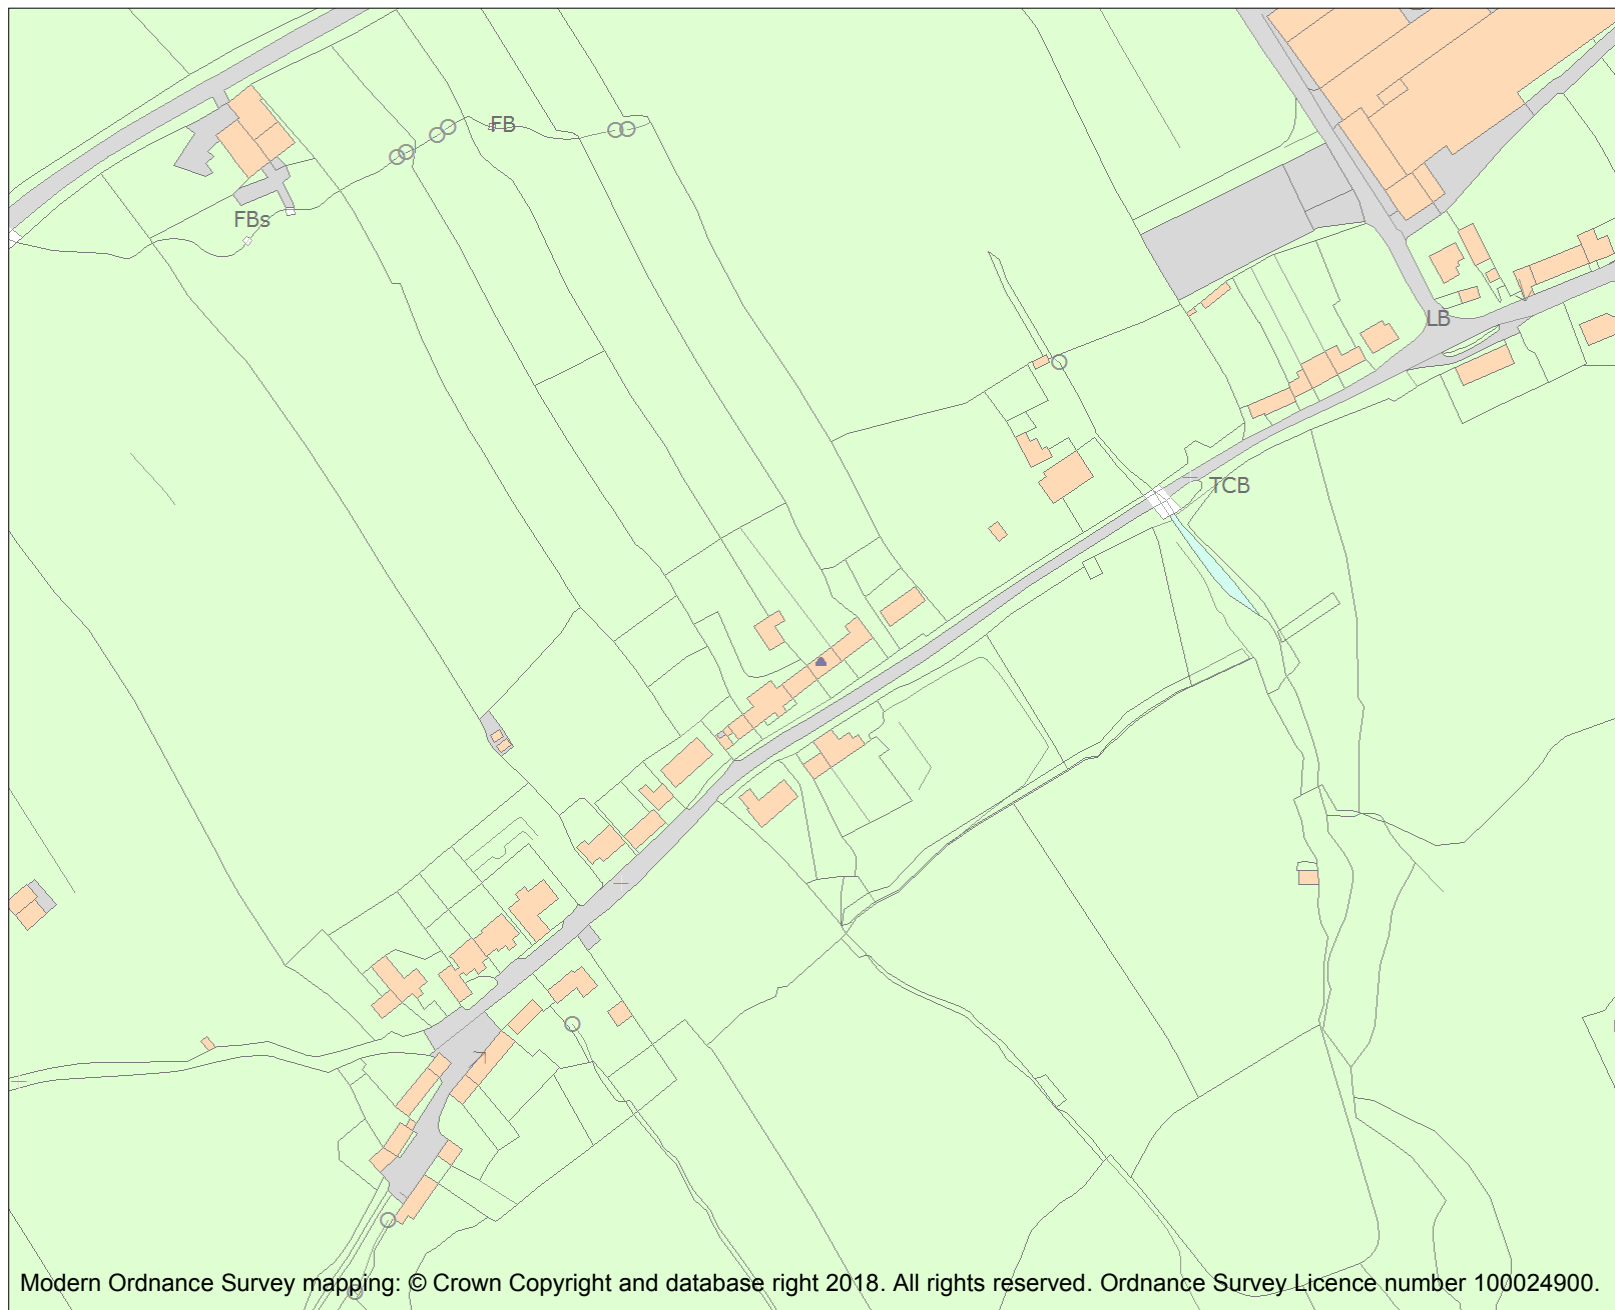 FB
FBs
LB
TCB
Modern Ordnance Survey mapping: © Crown Copyright and database right 2018. All rights reserved. Ordnance Survey Licence number 100024900.